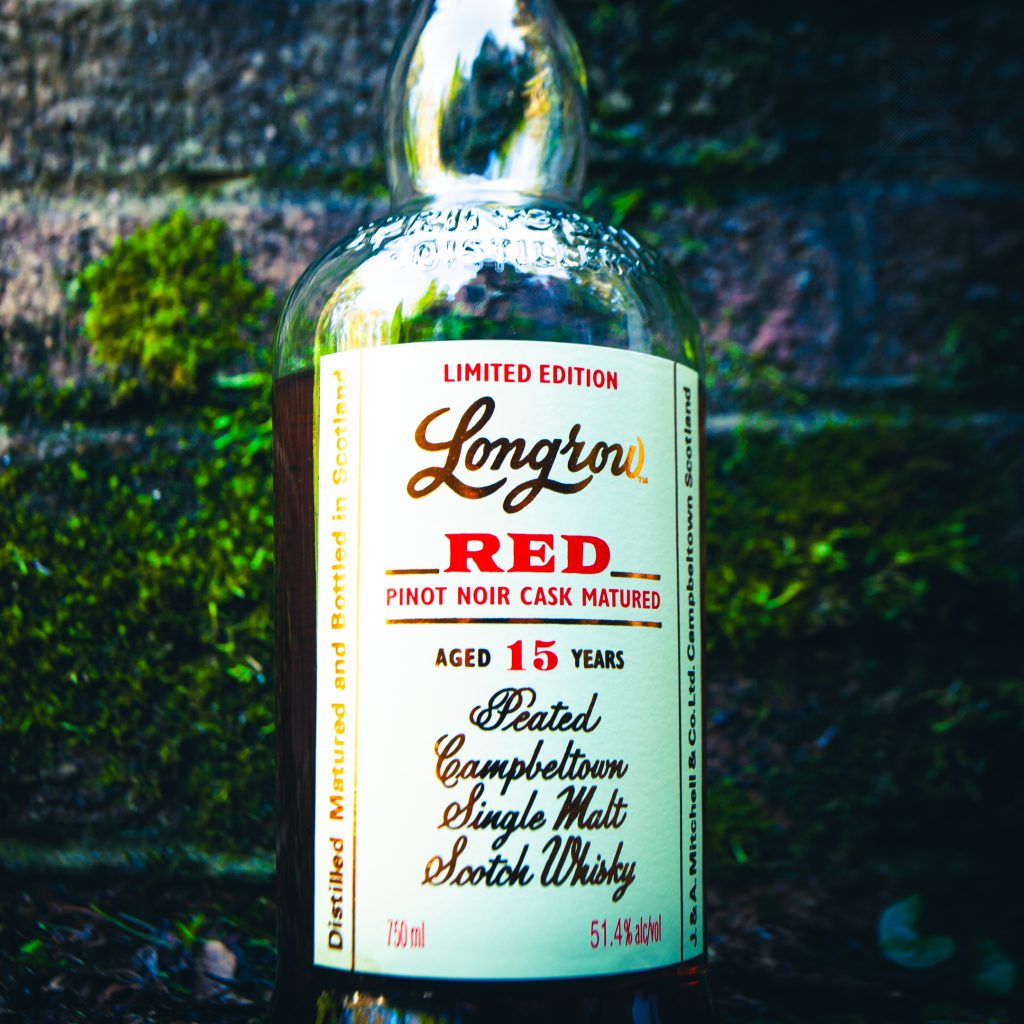 LIMITED EDITION
Longrow
RED
PINOT NOIR CASK MATURED
AGED 15 YEARS
Peated
Campbeltown
Single Malt
Scotch Whisky
750 ml
51.4% alc/vol
Distilled Matured and Bottled in Scotland
J. & A. Mitchell & Co. Ltd. Campbeltown Scotland